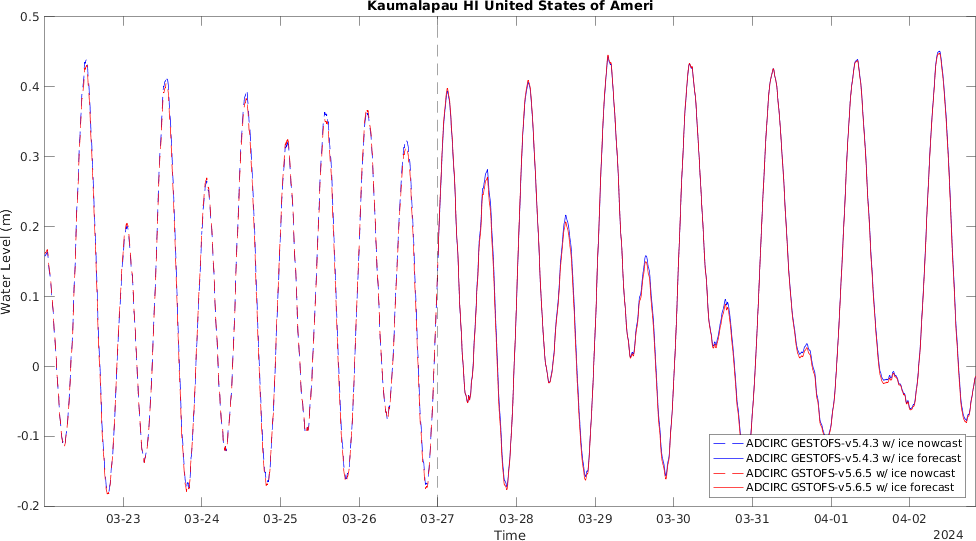 Kaumalapau HI United States of Ameri
0.5
0.4
0.3
0.2
0.1
0
-0.1
-0.2
Water Level (m)
03-23 03-24 03-25 03-26 03-27 03-28 03-29 03-30 03-31 04-01 04-02
Time
2024
ADCIRC GESTOFS-v5.4.3 w/ ice nowcast
ADCIRC GESTOFS-v5.4.3 w/ ice forecast
ADCIRC GSTOFS-v5.6.5 w/ ice nowcast
ADCIRC GSTOFS-v5.6.5 w/ ice forecast